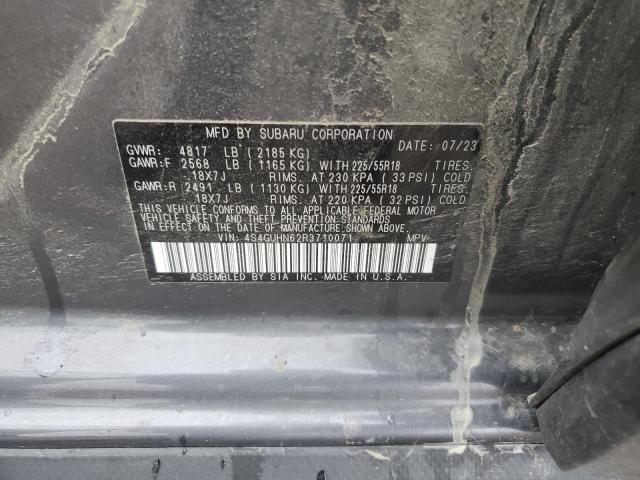 MFD BY SUBARU CORPORATION DATE: 07/23
GVWR: 4817 LB (2185 KG)
GAWR:F 2568 LB (1165 KG), WITH 225/55R18 TIRES.
18X7J RIMS. AT 230 KPA (33 PSI) COLD
GAWR:R 2491 LB (1130 KG) WITH 225/55R18 TIRES.
18X7J RIMS. AT 220 KPA (32 PSI) COLD
THIS VEHICLE CONFORMS TO ALL APPLICABLE FEDERAL MOTOR
VEHICLE SAFETY, BUMPER, AND THEFT PREVENTION STANDARDS
IN EFFECT ON THE DATE OF MANUFACTURE SHOWN ABOVE.
VIN: 4S4GUHN62R3710071 MPV
ASSEMBLED BY SIA INC. MADE IN U.S.A.